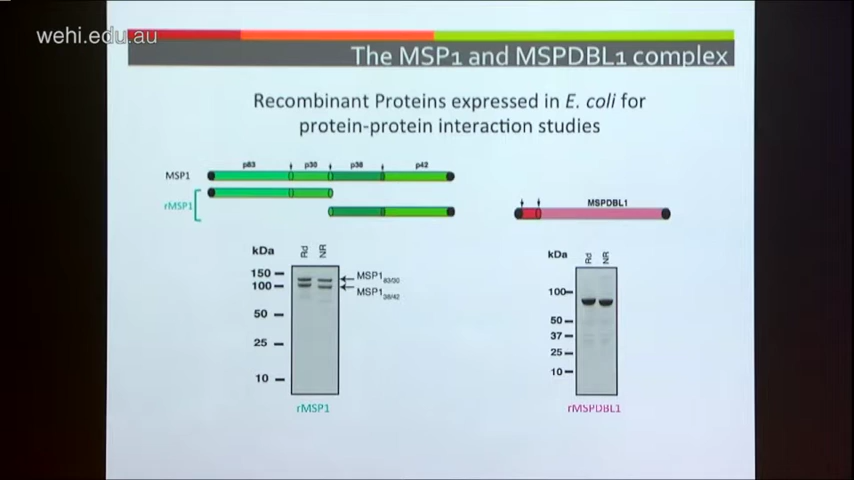 wehi.edu.au
The MSP1 and MSPDBL1 complex
Recombinant Proteins expressed in E. coli for
protein-protein interaction studies
p83 p30 p38 p42
MSP1
rMSP1
MSPDBL1
kDa Rd NR
150
100
50
25
10
MSP1 83/30
MSP1 38/42
rMSP1
kDa Rd NR
100
50
37
25
10
rMSPDBL1